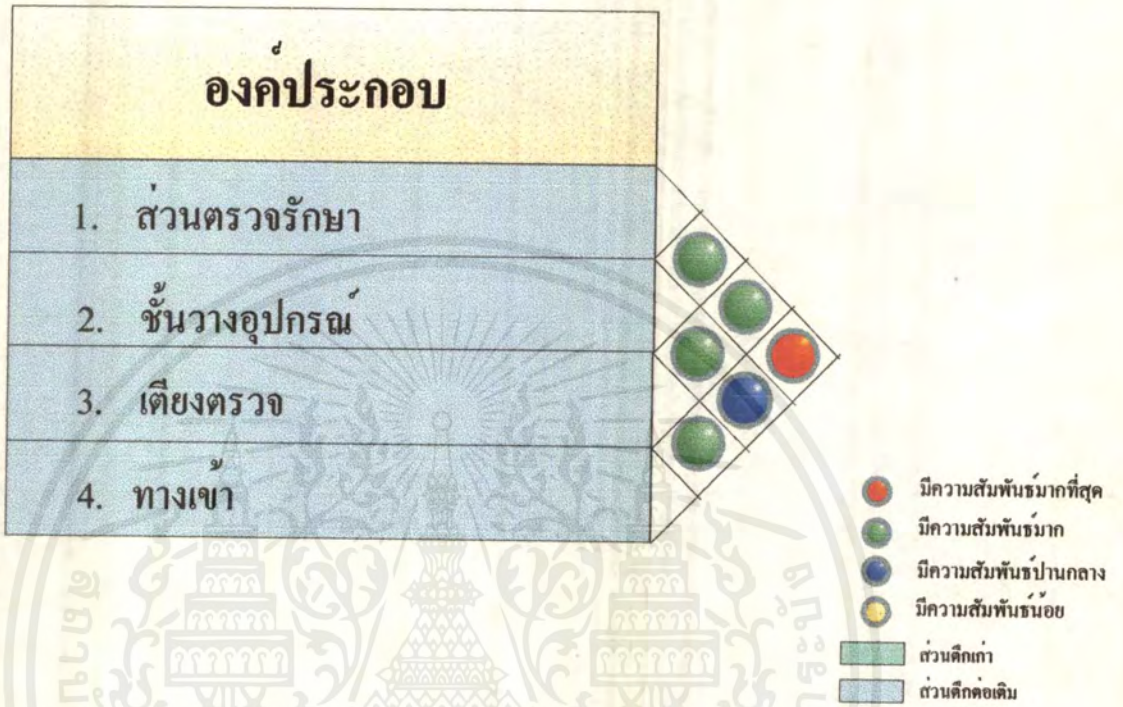 องค์ประกอบ
1. ส่วนตรวจรักษา
2. ชั้นวางอุปกรณ์
3. เตียงตรวจ
4. ทางเข้า
มีความสัมพันธ์มากที่สุด
มีความสัมพันธ์มาก
มีความสัมพันธ์ปานกลาง
มีความสัมพันธ์น้อย
ส่วนตึกเก่า
ส่วนตึกต่อเติม